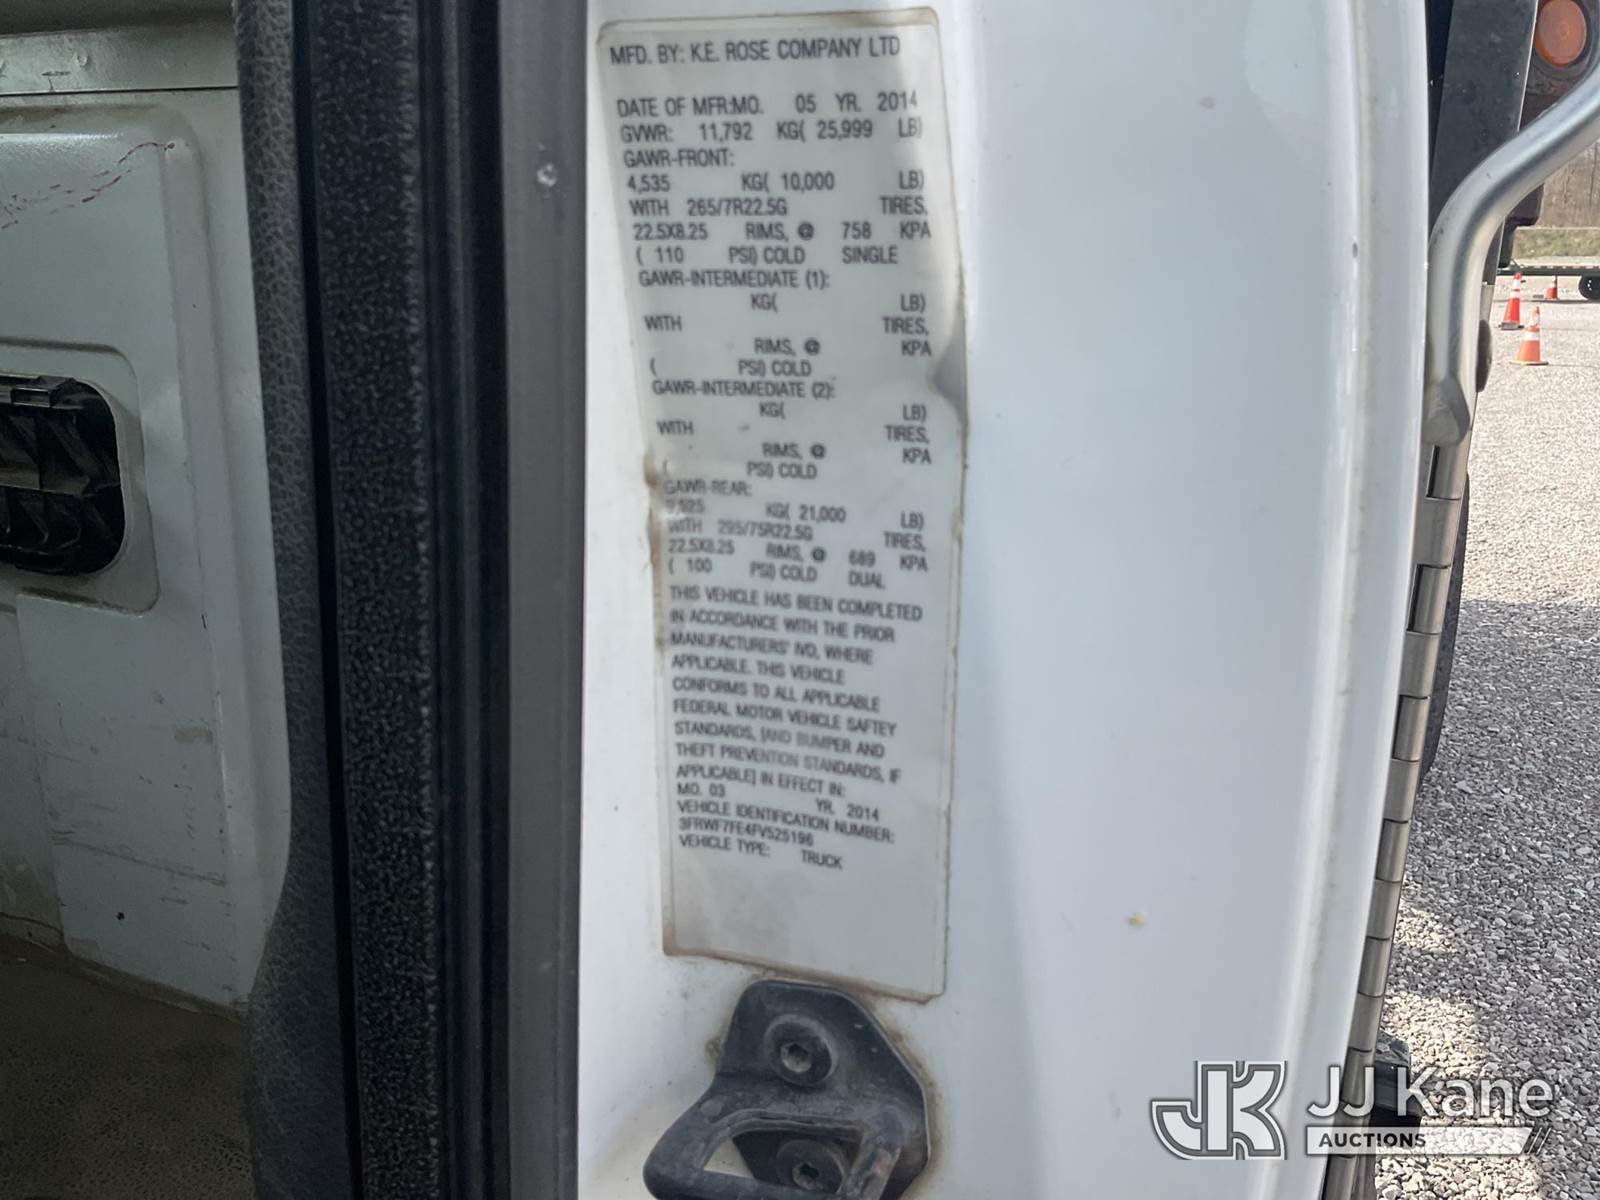 MFD. BY: K.E. ROSE COMPANY LTD
DATE OF MFR:MO. 05 YR. 2014
GVWR: 11,792 KG( 25,999 LB)
GAWR-FRONT:
4,535 KG( 10,000 LB)
WITH 265/7R22.5G TIRES,
22.5X8.25 RIMS, @ 758 KPA
( 110 PSI) COLD SINGLE
GAWR-INTERMEDIATE (1):
KG( LB)
WITH TIRES,
RIMS, @ KPA
( PSI) COLD
GAWR-INTERMEDIATE (2):
KG( LB)
WITH TIRES,
RIMS, @ KPA
( PSI) COLD
GAWR-REAR:
9,525 KG( 21,000 LB)
WITH 295/75R22.5G TIRES,
22.5X8.25 RIMS, @ 689 KPA
( 100 PSI) COLD DUAL
THIS VEHICLE HAS BEEN COMPLETED
IN ACCORDANCE WITH THE PRIOR
MANUFACTURERS' IVD, WHERE
APPLICABLE. THIS VEHICLE
CONFORMS TO ALL APPLICABLE
FEDERAL MOTOR VEHICLE SAFTEY
STANDARDS, [AND BUMPER AND
THEFT PREVENTION STANDARDS, IF
APPLICABLE] IN EFFECT IN:
MO. 03 YR. 2014
VEHICLE IDENTIFICATION NUMBER:
3FRWF7FE4FV525196
VEHICLE TYPE: TRUCK
JK JJ Kane
AUCTIONS